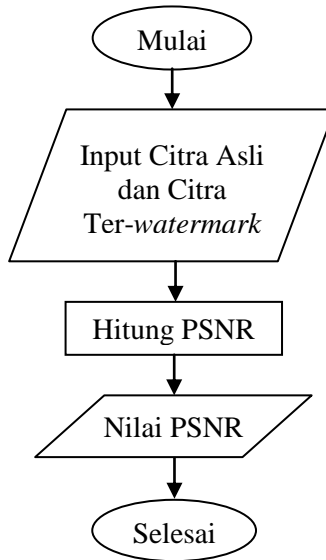 Mulai
Input Citra Asli
dan Citra
Ter-watermark
Hitung PSNR
Nilai PSNR
Selesai